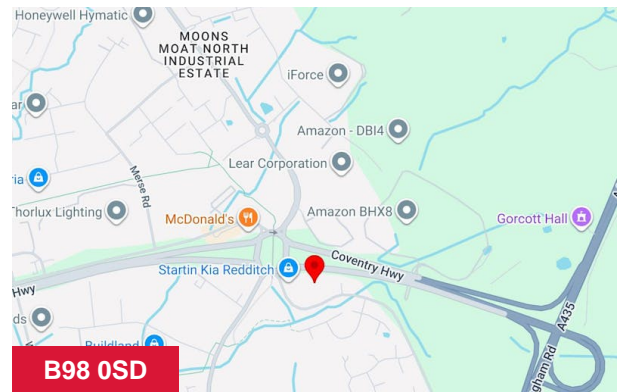 Honeywell Hymatic
MOONS
MOAT NORTH
INDUSTRIAL
ESTATE
iForce
Amazon - DBI4
Lear Corporation
Merse Rd
Thorlux Lighting
McDonald's
Amazon BHX8
Gorcott Hall
Coventry Hwy
Startin Kia Redditch
Hwy
A435
Buildland
B98 0SD